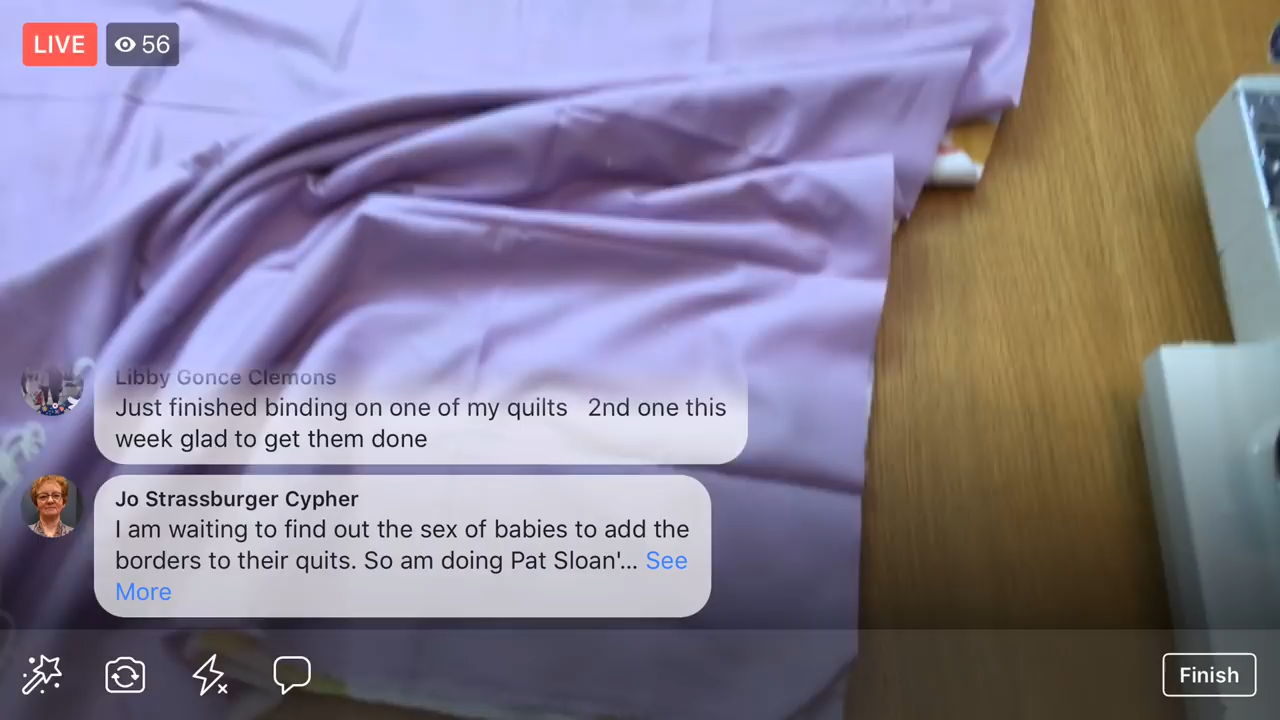 LIVE
56
Libby Gonce Clemons
Just finished binding on one of my quilts 2nd one this
week glad to get them done
Jo Strassburger Cypher
I am waiting to find out the sex of babies to add the
borders to their quits. So am doing Pat Sloan'... See
More
Finish